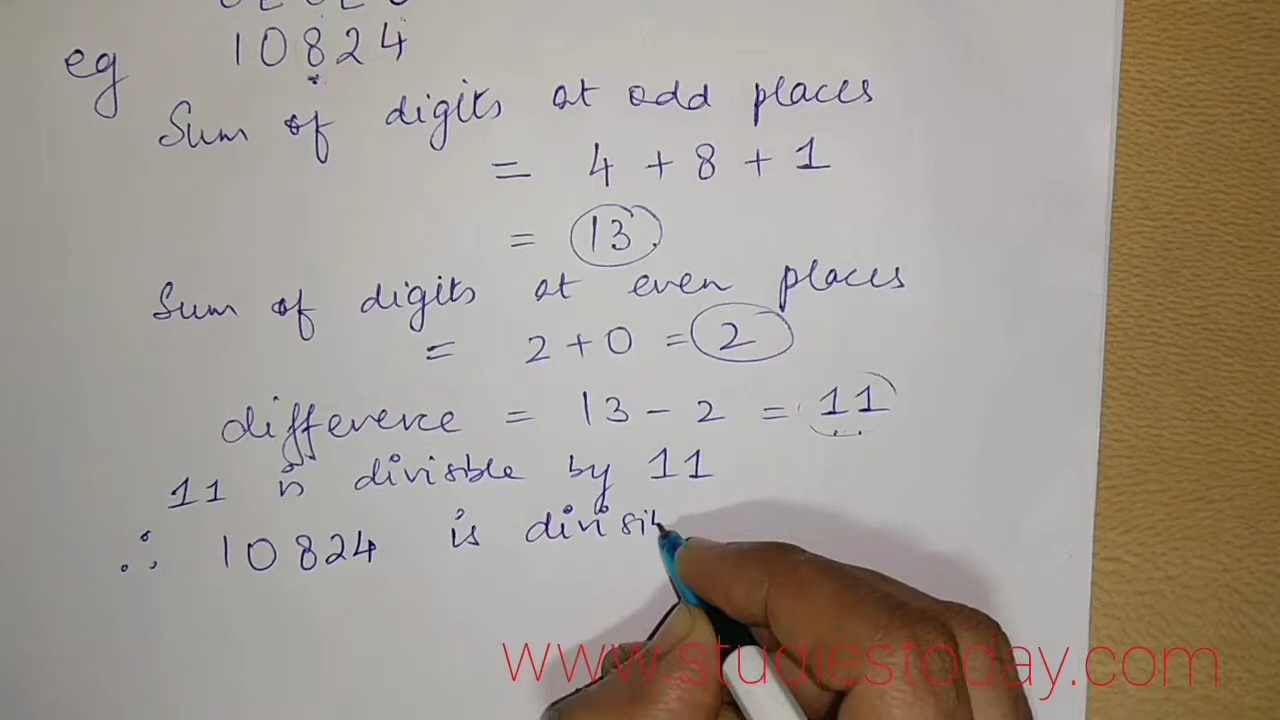 10824
eg
Sum of digits at odd places
= 4 + 8 + 1
= 13
Sum of digits at even places
= 2 + 0 = 2
difference = 13 - 2 = 11
11 is divisible by 11
∴ 10824 is divisi
www.studiestoday.com